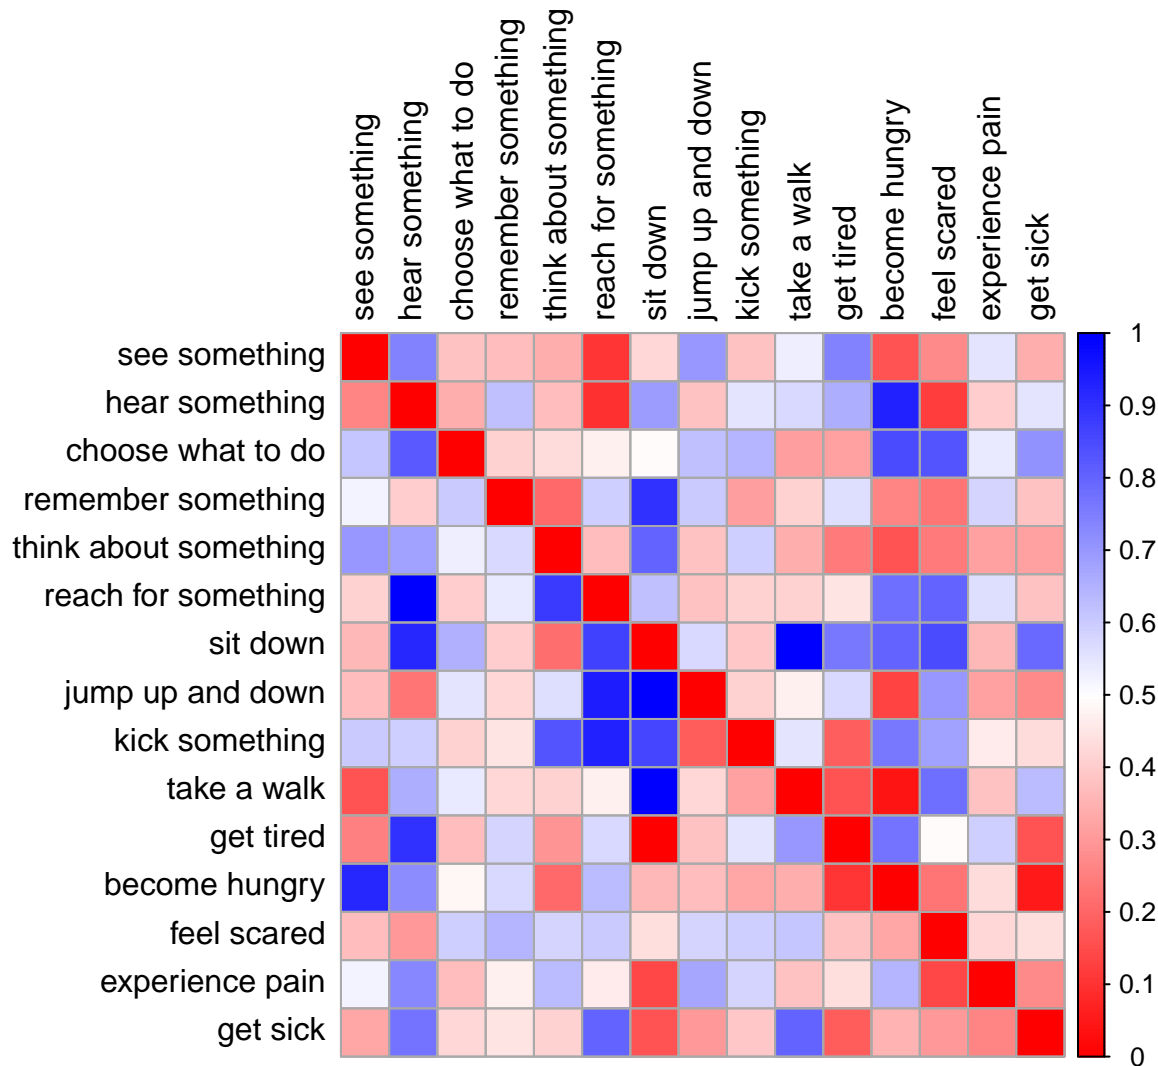 see something
hear something
choose what to do
remember something
think about something
reach for something
sit down
jump up and down
kick something
take a walk
get tired
become hungry
feel scared
experience pain
get sick
see something
hear something
choose what to do
remember something
think about something
reach for something
sit down
jump up and down
kick something
take a walk
get tired
become hungry
feel scared
experience pain
get sick
1
0.9
0.8
0.7
0.6
0.5
0.4
0.3
0.2
0.1
0